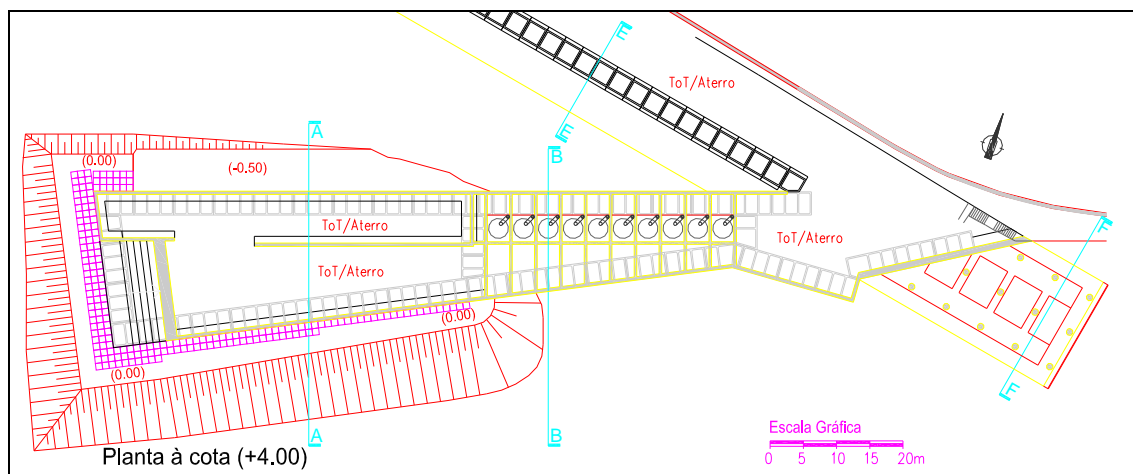 E
ToT/Aterro
A
E
B
(0.00)
(-0.50)
ToT/Aterro
ToT/Aterro
ToT/Aterro
F
(0.00)
(0.00)
F
A
B
Escala Gráfica
0 5 10 15 20m
Planta à cota (+4.00)